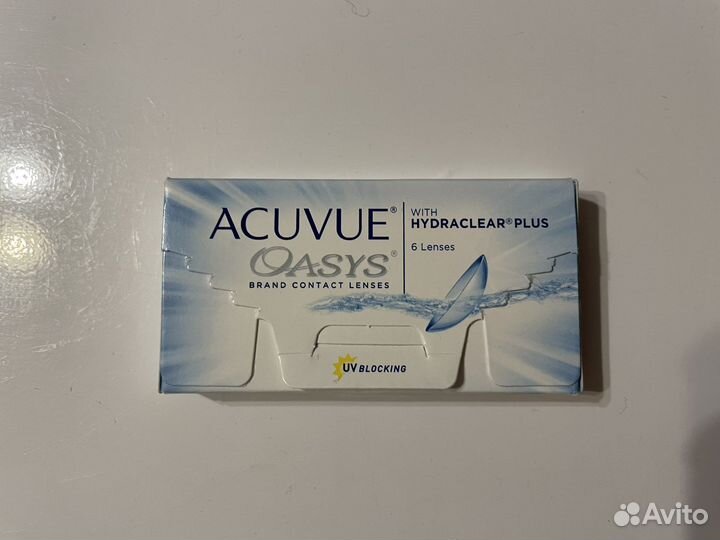 ACUVUE®
OASYS®
BRAND CONTACT LENSES
WITH
HYDRACLEAR® PLUS
6 Lenses
UV BLOCKING
Avito